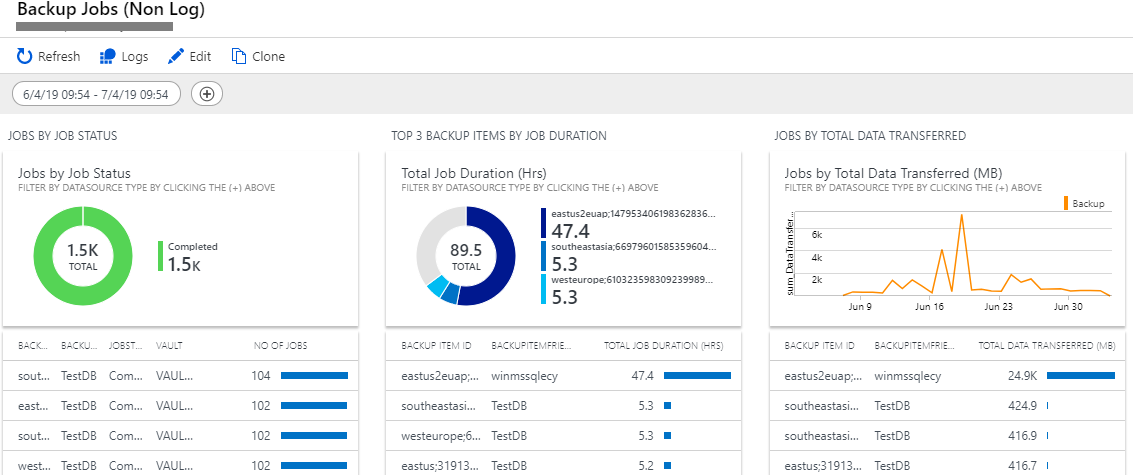 Backup Jobs (Non Log)
Refresh Logs Edit Clone
6/4/19 09:54 - 7/4/19 09:54
JOBS BY JOB STATUS
Jobs by Job Status
FILTER BY DATASOURCE TYPE BY CLICKING THE (+) ABOVE
1.5K
TOTAL
Completed
1.5K
BACK... BACKU... JOBST... VAULT NO OF JOBS
sout... TestDB Com... VAUL... 104
east... TestDB Com... VAUL... 102
sout... TestDB Com... VAUL... 102
west... TestDB Com... VAUL... 102
TOP 3 BACKUP ITEMS BY JOB DURATION
Total Job Duration (Hrs)
FILTER BY DATASOURCE TYPE BY CLICKING THE (+) ABOVE
89.5
TOTAL
eastus2euap;147953406198362836...
47.4
southeastasia;66979601585359604...
5.3
westeurope;610323598309239989...
5.3
BACKUP ITEM ID BACKUPITEMFRIE... TOTAL JOB DURATION (HRS)
eastus2euap;... winmssqlecy 47.4
southeastasi... TestDB 5.3
westeurope;6... TestDB 5.3
eastus;31913... TestDB 5.2
JOBS BY TOTAL DATA TRANSFERRED
Jobs by Total Data Transferred (MB)
FILTER BY DATASOURCE TYPE BY CLICKING THE (+) ABOVE
Backup
sum_DataTransfer...
6k
4k
2k
Jun 9 Jun 16 Jun 23 Jun 30
BACKUP ITEM ID BACKUPITEMFRIE... TOTAL DATA TRANSFERRED (MB)
eastus2euap;... winmssqlecy 24.9K
southeastasi... TestDB 424.9
southeastasi... TestDB 416.9
eastus;31913... TestDB 416.7